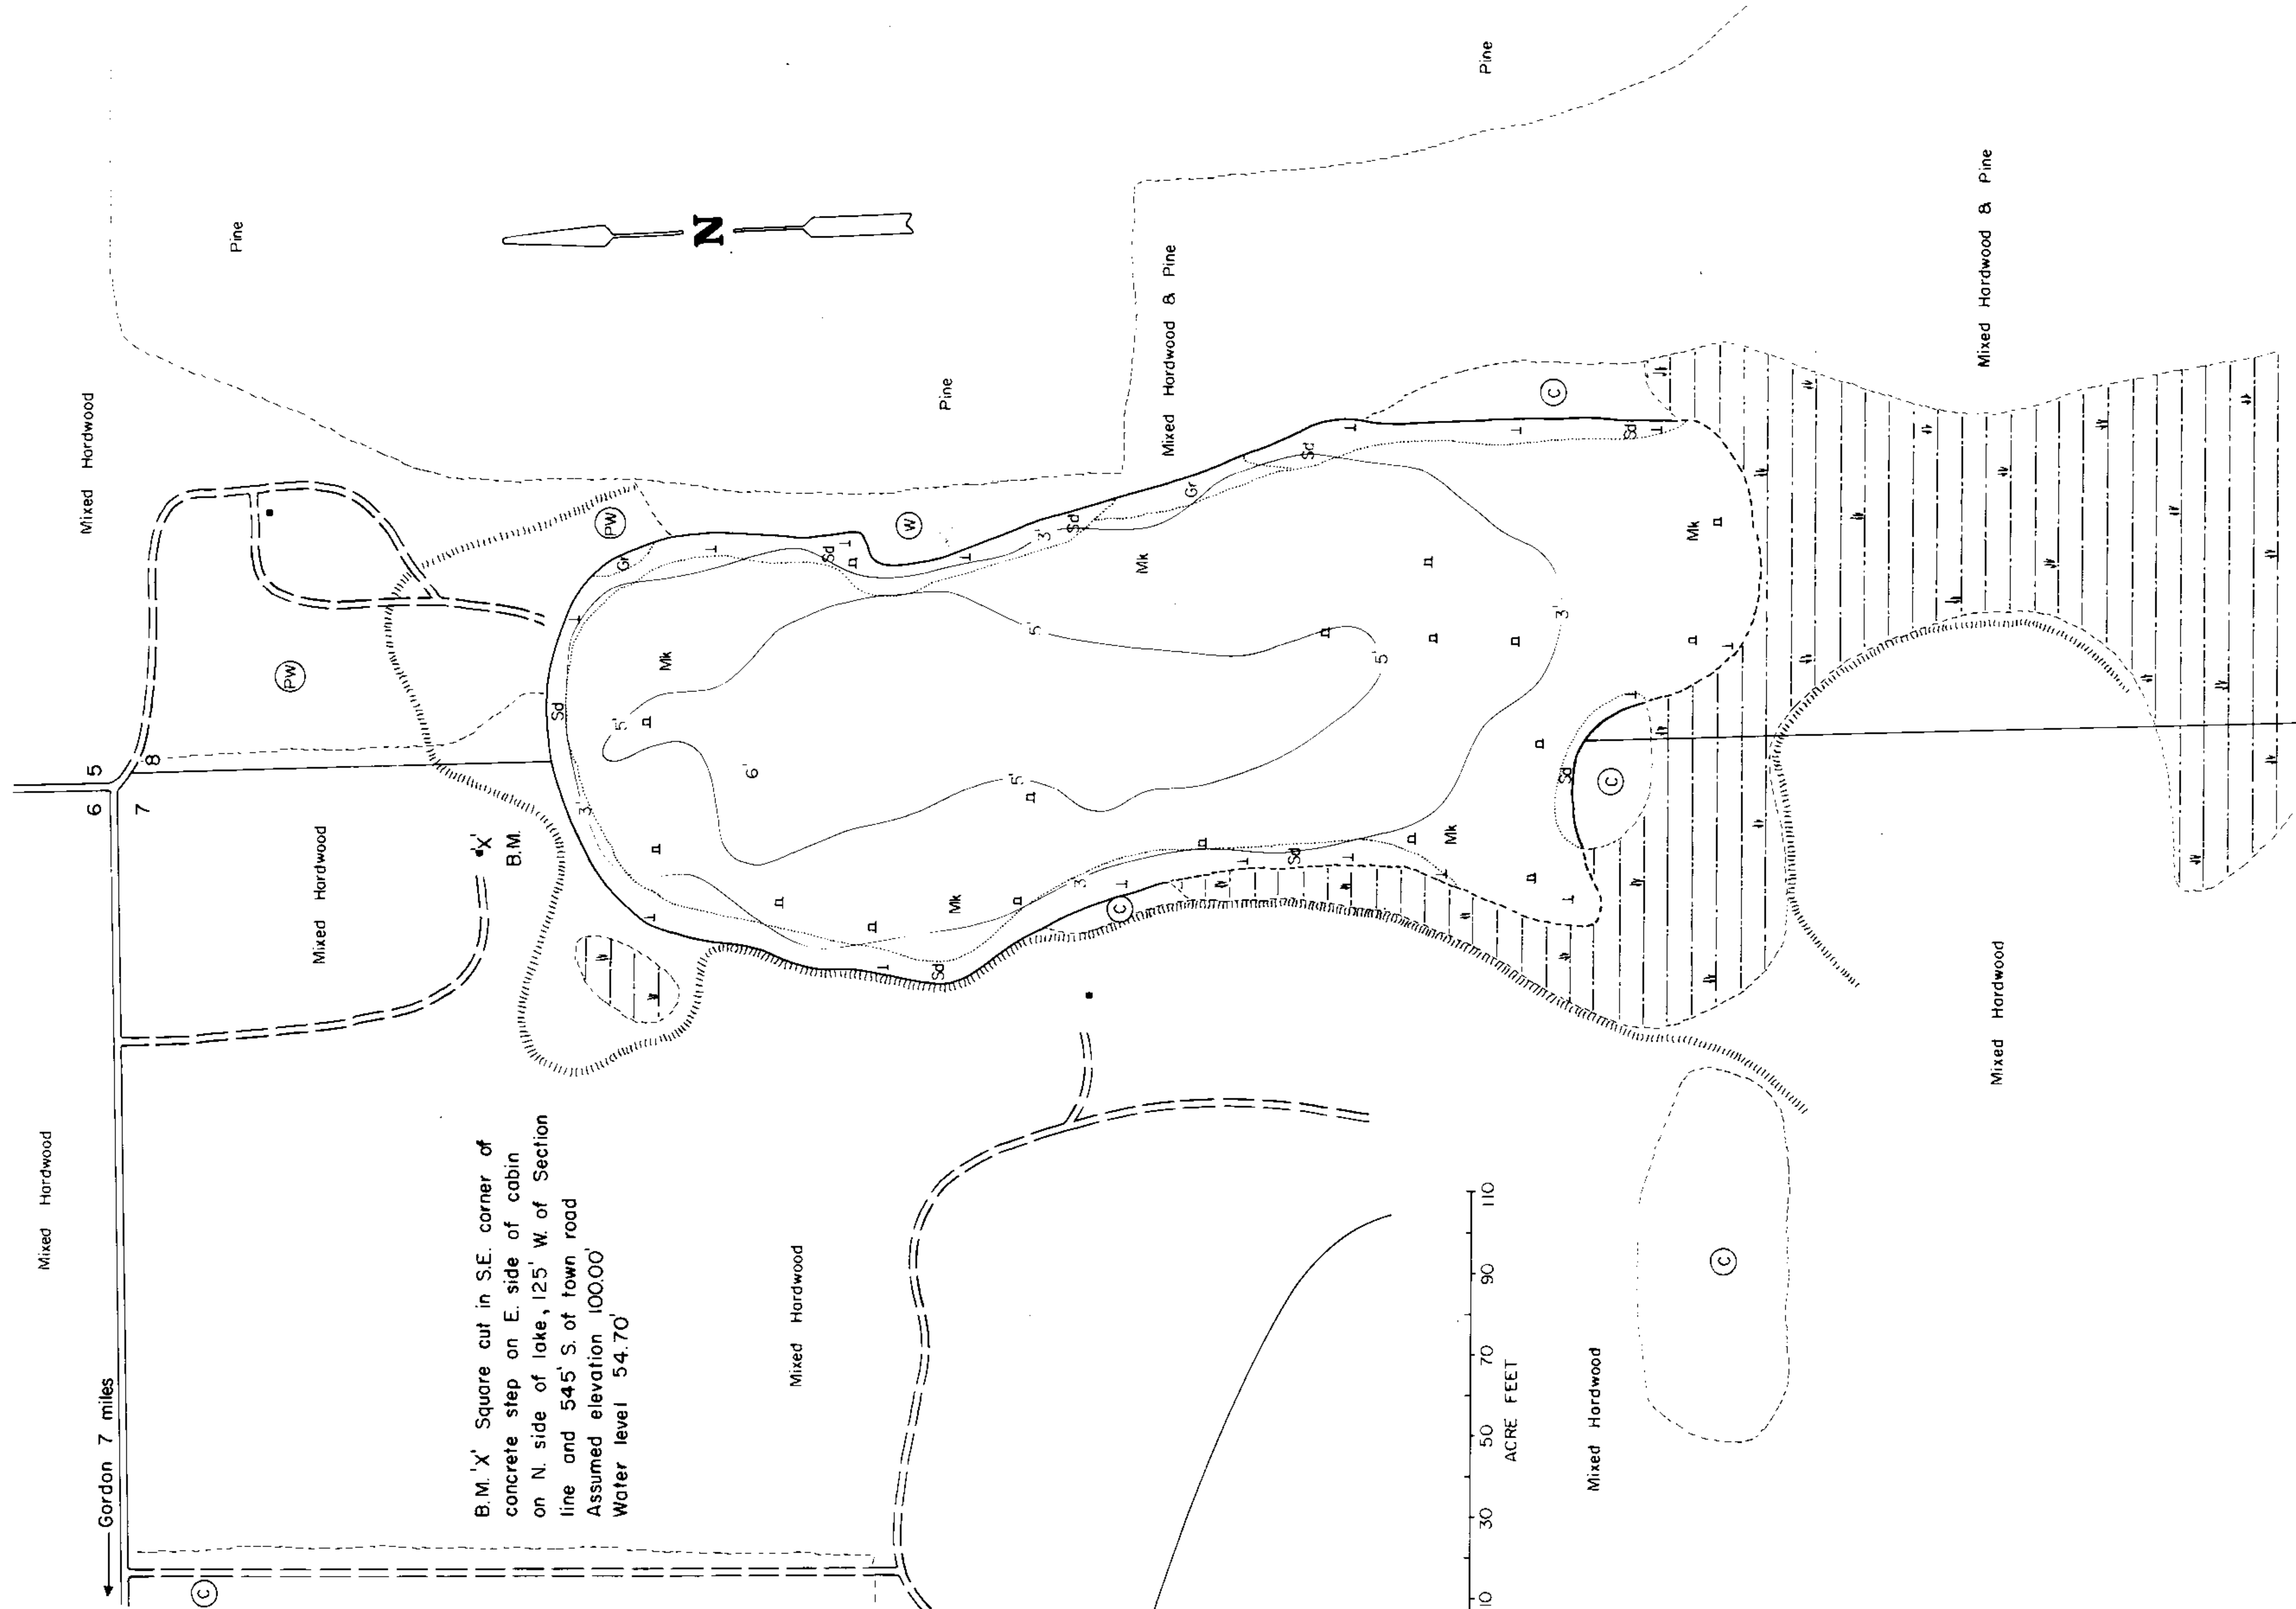 Gordon 7 miles
6
5
7
8
Mixed Hardwood
Mixed Hardwood
Mixed Hardwood
Pine
Pine
Pine
N
'X'
B.M.
B.M. 'X' Square cut in S.E. corner of
concrete step on E. side of cabin
on N. side of lake, 125' W. of Section
line and 545' S. of town road
Assumed elevation 100.00'
Water level 54.70'
Mixed Hardwood
Mixed Hardwood & Pine
Mixed Hardwood & Pine
Mixed Hardwood
Mixed Hardwood
PW
PW
W
C
C
C
C
C
Sd
Sd
Sd
Sd
Sd
Sd
Sd
Sd
Gr
Gr
Mk
Mk
Mk
Mk
Mk
3'
3'
3'
3'
5'
5'
5'
5'
6'
10
30
50
70
90
110
ACRE FEET